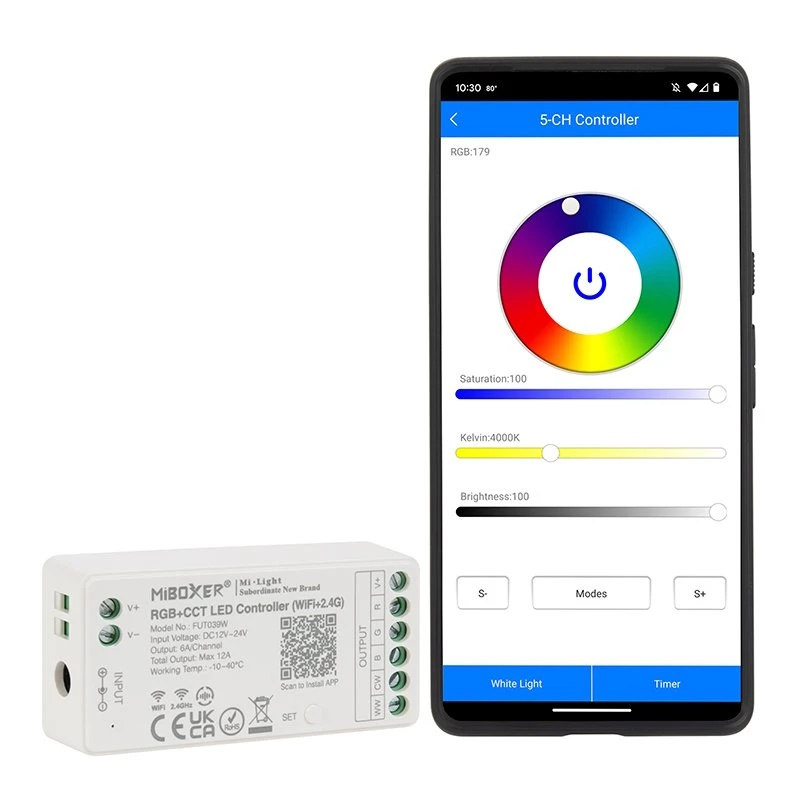 10:30 80°
5-CH Controller
RGB:179
Saturation:100
Kelvin:4000K
Brightness:100
S-
Modes
S+
White Light
Timer
MiBOXER® Mi·Light
Subordinate New Brand
RGB+CCT LED Controller (WiFi+2.4G)
Model No.: FUT039W
Input Voltage: DC12V~24V
Output: 6A/Channel
Total Output: Max 12A
Working Temp.: -10~40°C
Scan to Install APP
WiFi 2.4GHz
CE UK CA RoHS
SET
V+
V-
INPUT
OUTPUT
V+
R
G
B
CW
WW